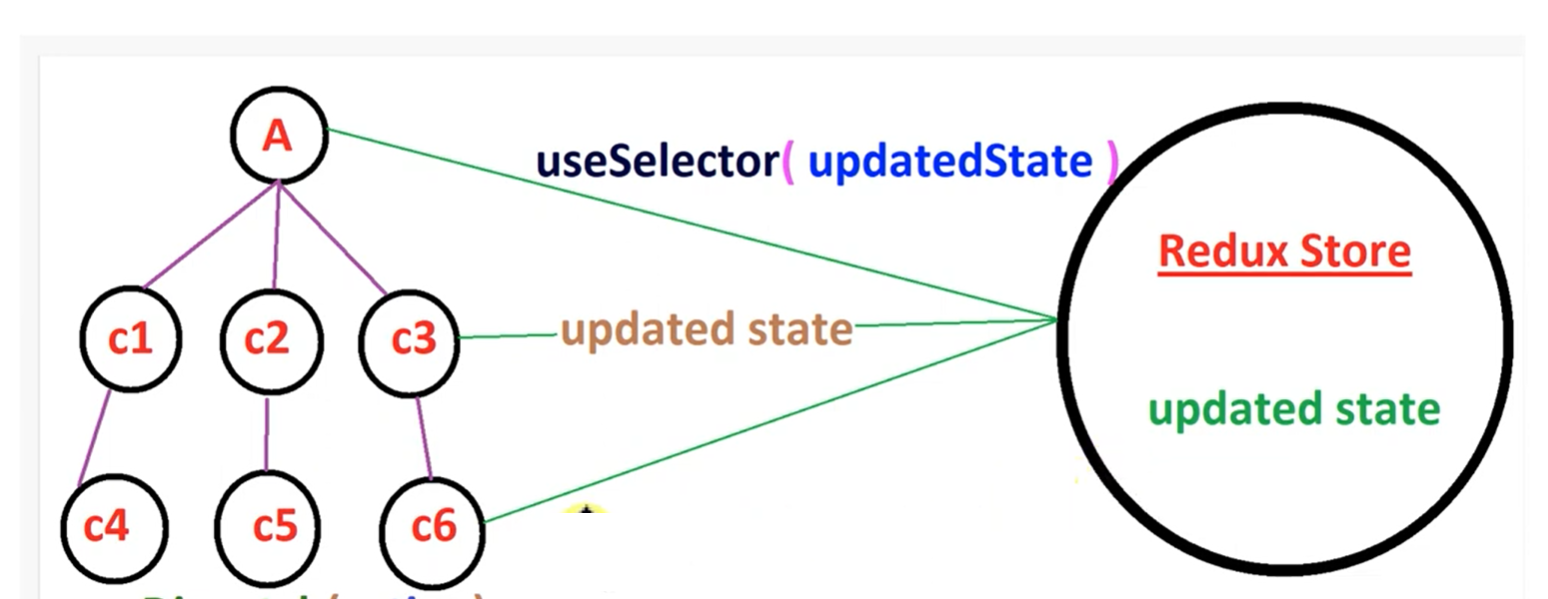 A
useSelector( updatedState )
Redux Store
c1 c2 c3 updated state
updated state
c4 c5 c6